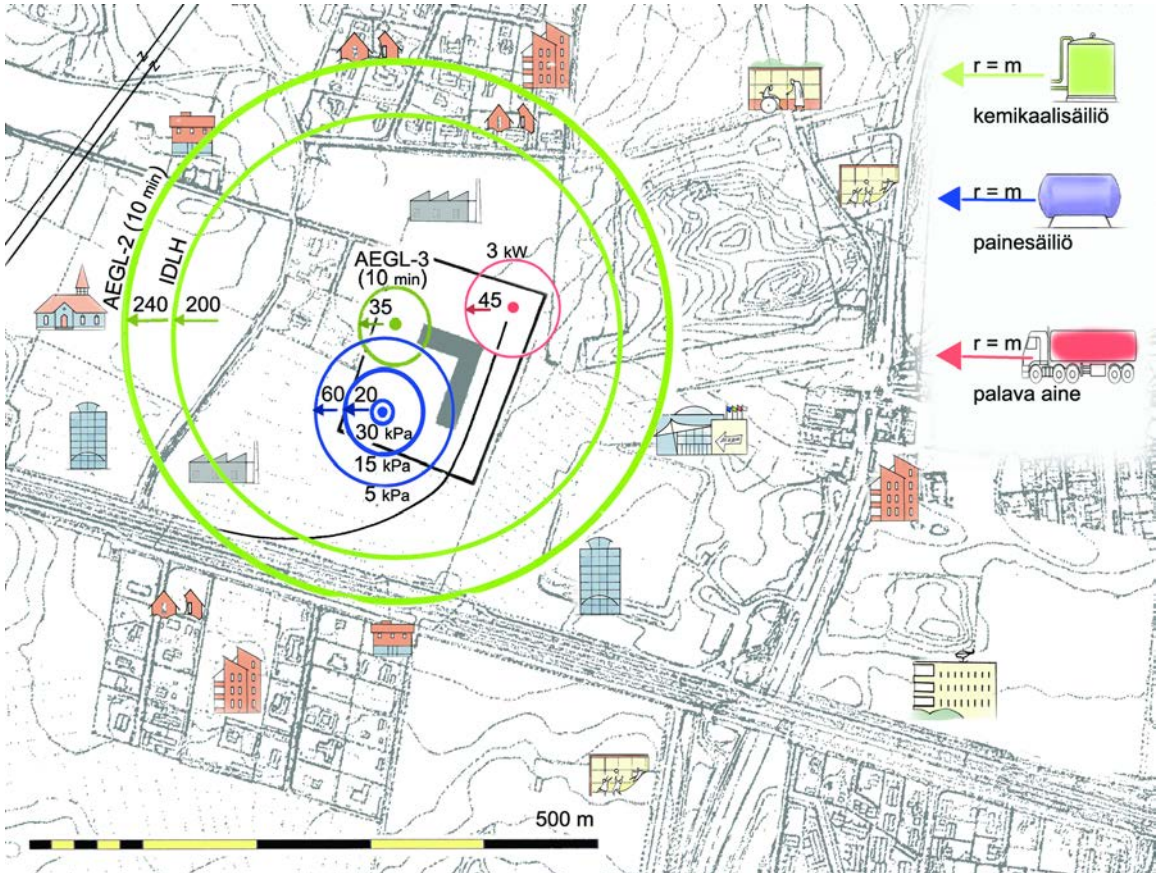 r = m
kemikaalisäiliö
r = m
painesäiliö
r = m
palava aine
AEGL-2 (10 min)
IDLH
240
200
AEGL-3
(10 min)
35
3 kW
45
60
20
30 kPa
15 kPa
5 kPa
500 m